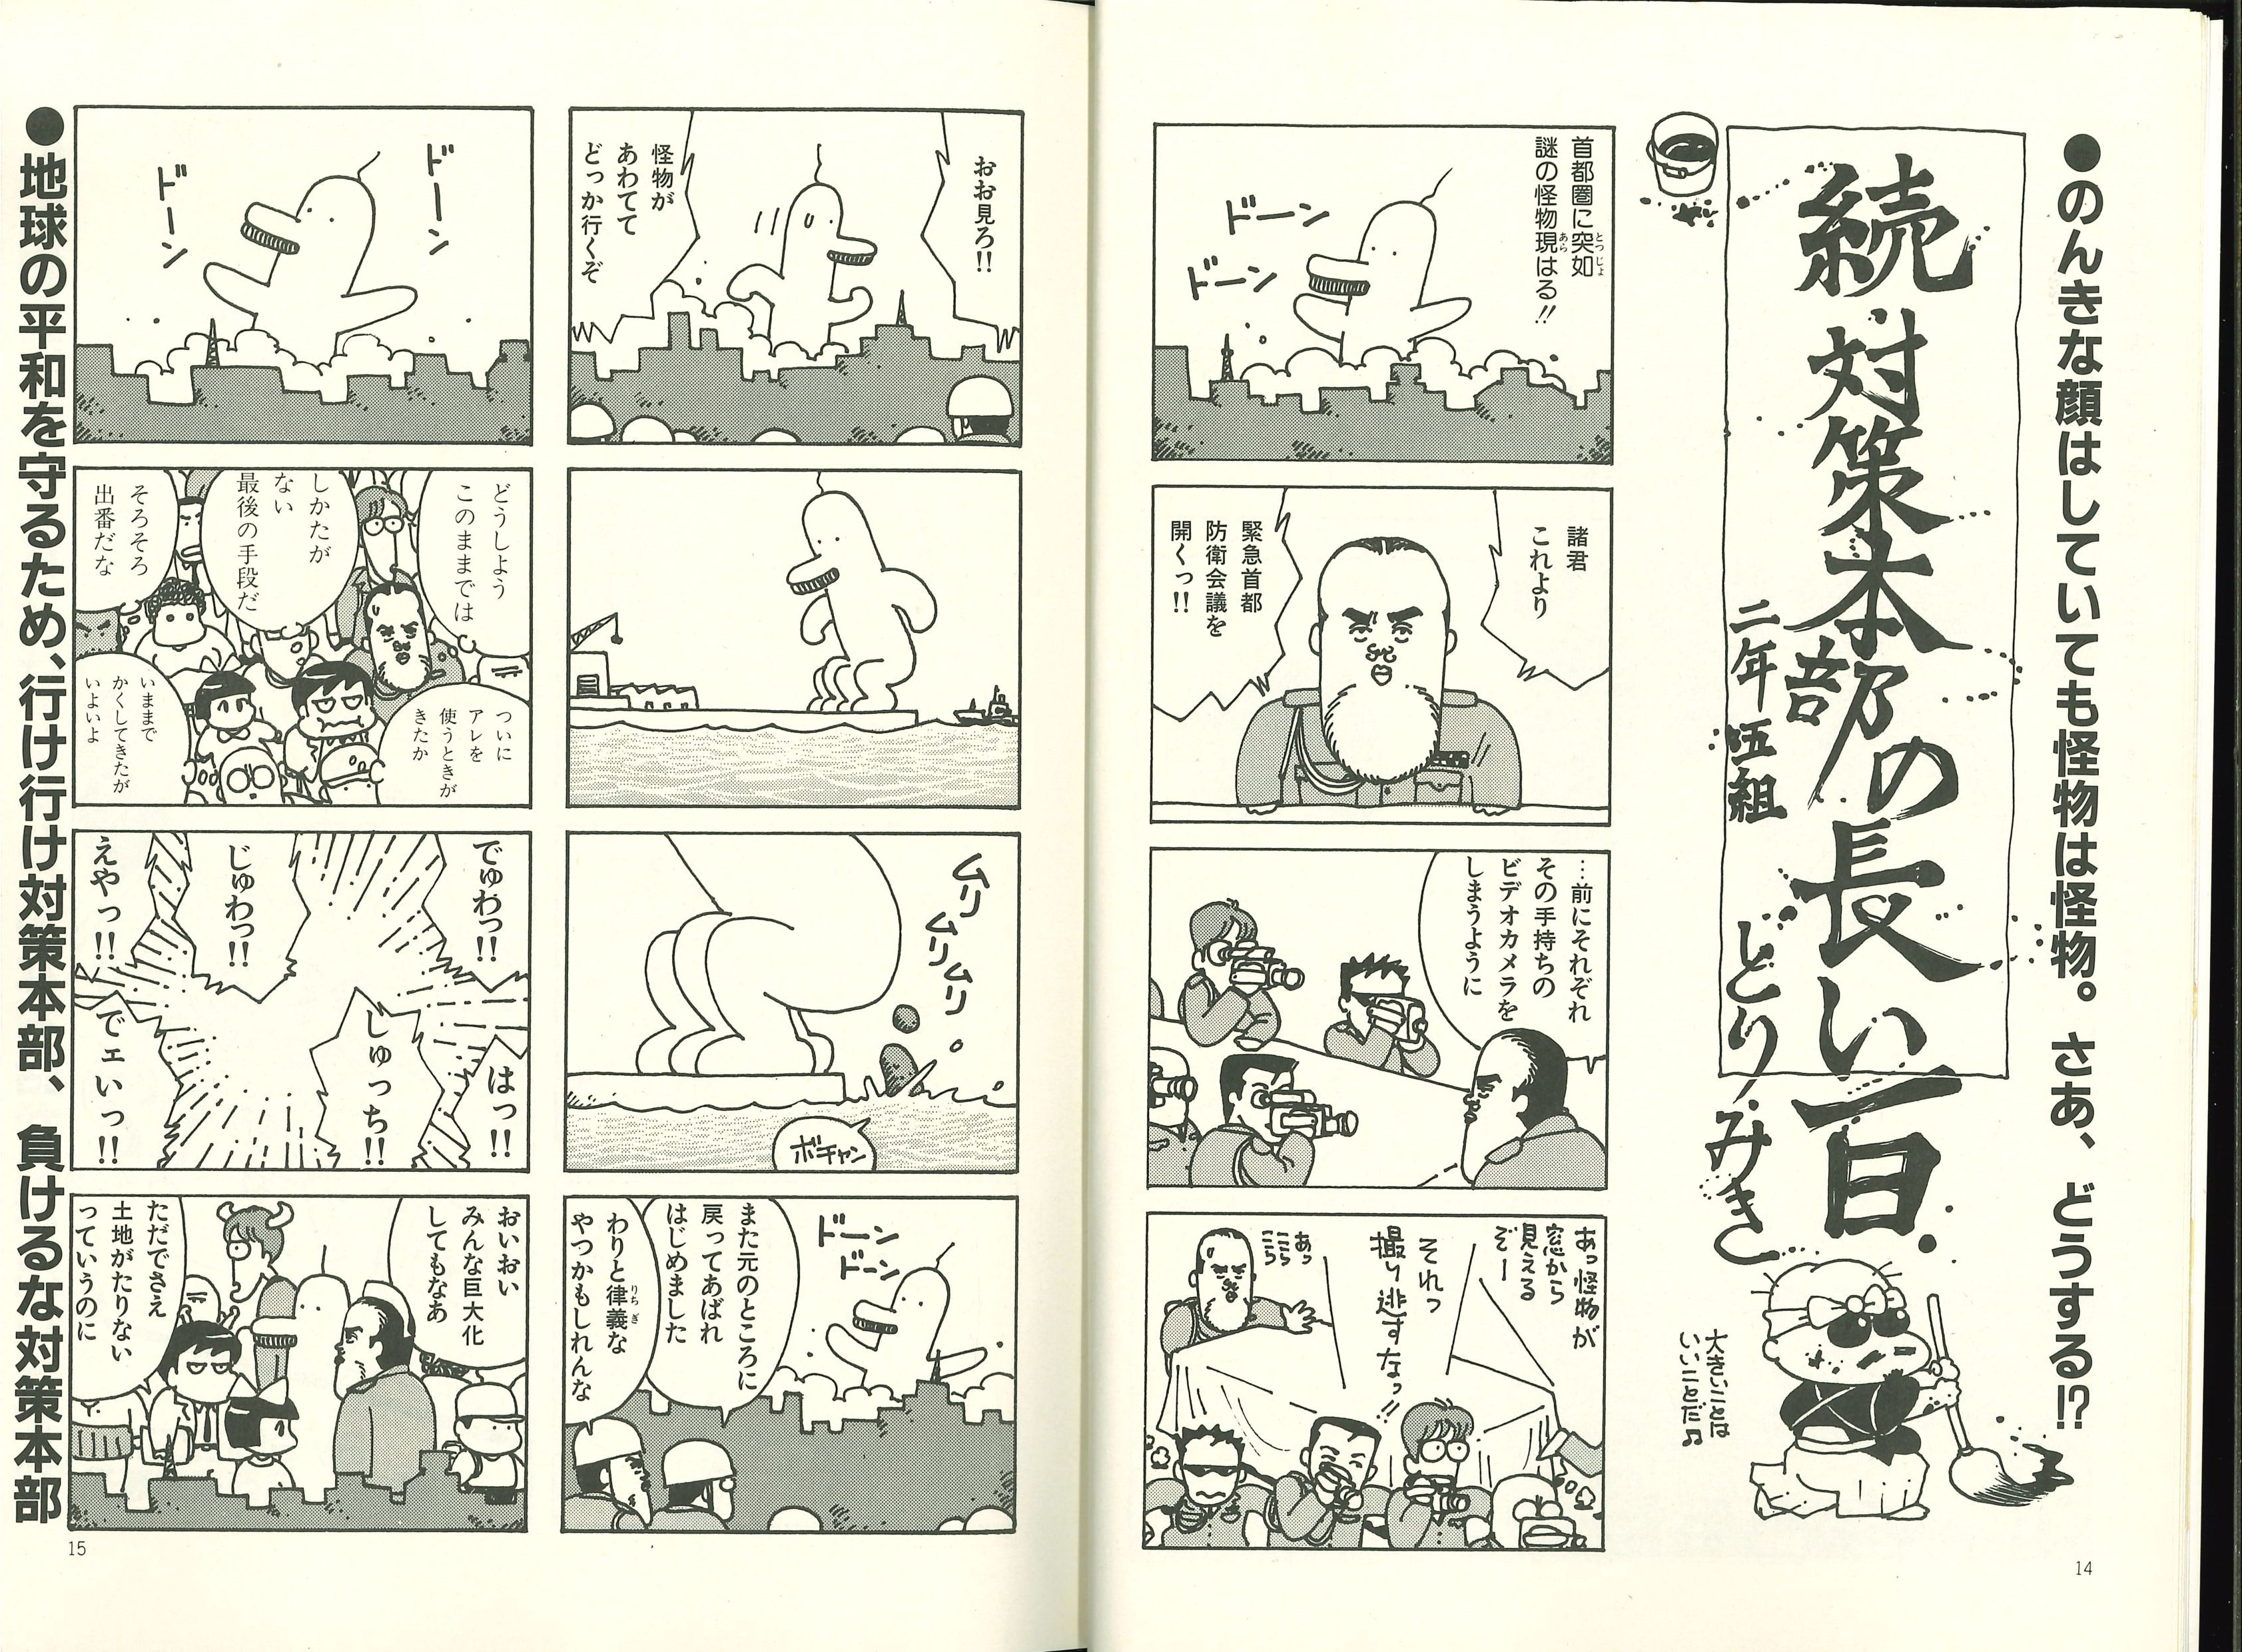 ●のんきな顔はしていても怪物は怪物。さあ、どうする!?
続 対策本部の長い一日
二年伍組
とり・みき
大きいことは
いいことだ♫
首都圏に突如
とつじょ
謎の怪物現はる!!
あら
ドーン
ドーン
諸君
これより
緊急首都
防衛会議を
開くっ!!
…前にそれぞれ
その手持ちの
ビデオカメラを
しまうように
あっ怪物が
窓から
見える
ぞー
それっ
撮り逃すなっ!!
あっ
こらこら
14
おお見ろ!!
怪物が
あわてて
どっか行くぞ
ムリ
ムリムリ
ムリ
ボチャン
ドーン
ドーン
また元のところに
戻ってあばれ
はじめました
わりと律義な
りちぎ
やつかもしれんな
ドーン
ドーン
どうしよう
このままでは
しかたが
ない
最後の手段だ
そろそろ
出番だな
ついに
アレを
使うときが
きたか
いままで
かくしてきたが
いよいよ
でゅわっ!!
じゅわっ!!
えやっ!!
はっ!!
しゅっち!!
でェいっ!!
おいおい
みんな巨大化
してもなあ
ただでさえ
土地がたりない
っていうのに
●地球の平和を守るため、行け行け対策本部、負けるな対策本部
15